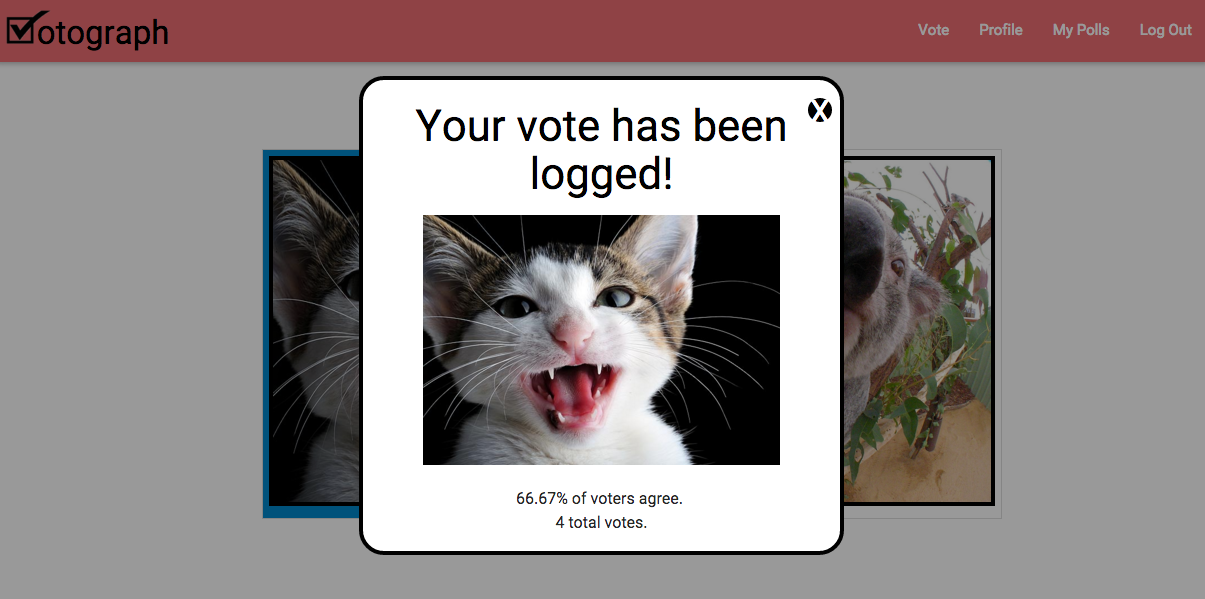 Votograph
Vote Profile My Polls Log Out
X
Your vote has been
logged!
66.67% of voters agree.
4 total votes.